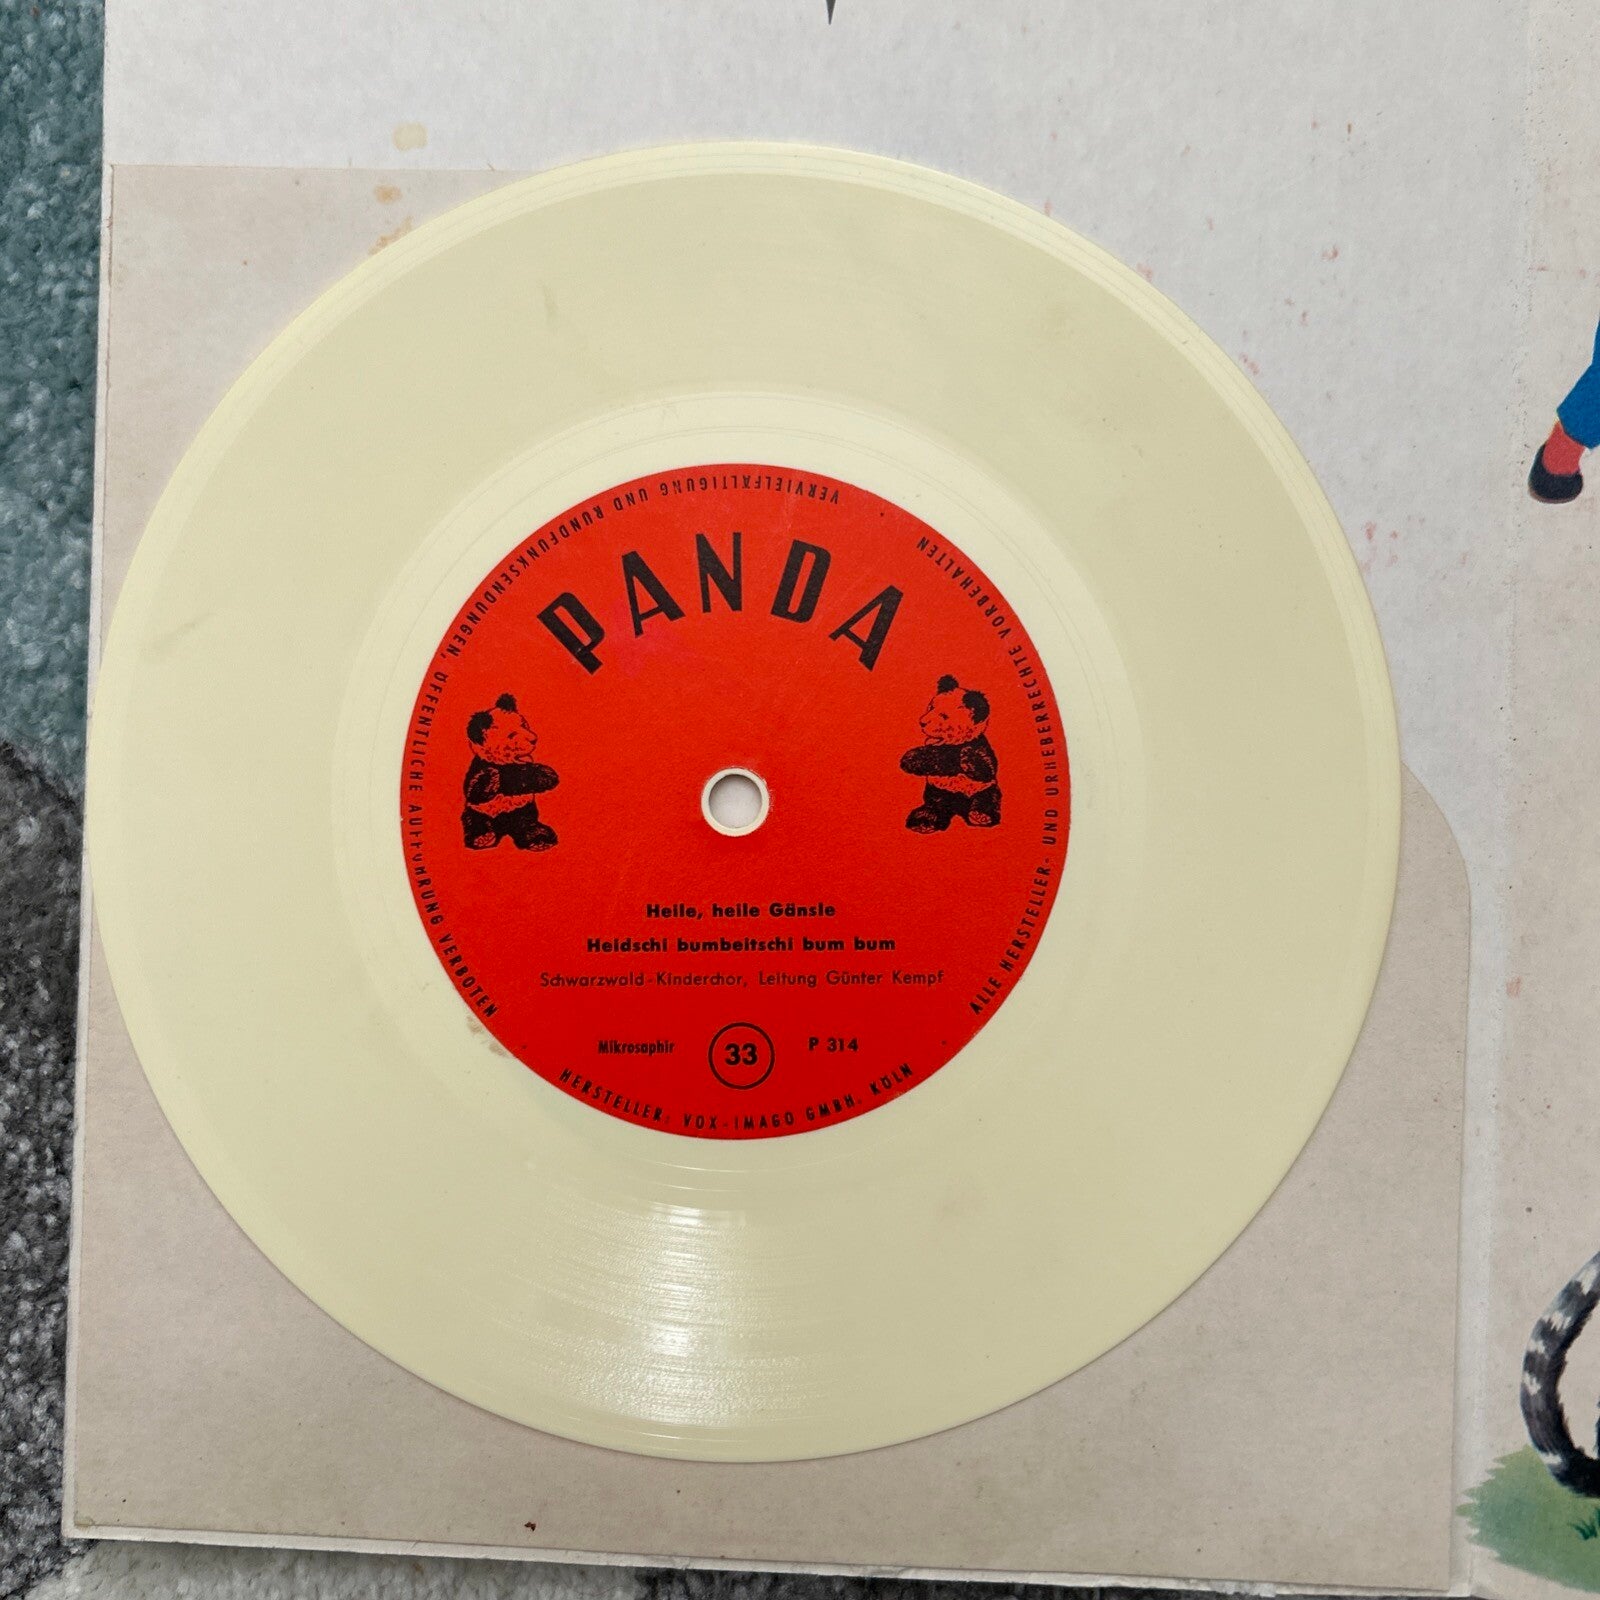 VERVIELFÄLTIGUNG UND RUNDFUNKSENDUNGEN, ÖFFENTLICHE AUFFÜHRUNG VERBOTEN
ALLE HERSTELLER- UND URHEBERRECHTE VORBEHALTEN
PANDA
Heile, heile Gänsle
Heidschi bumbeitschi bum bum
Schwarzwald-Kinderchor, Leitung Günter Kempf
Mikrosaphir 33 P 314
HERSTELLER: VOX-IMAGO GMBH. KÖLN